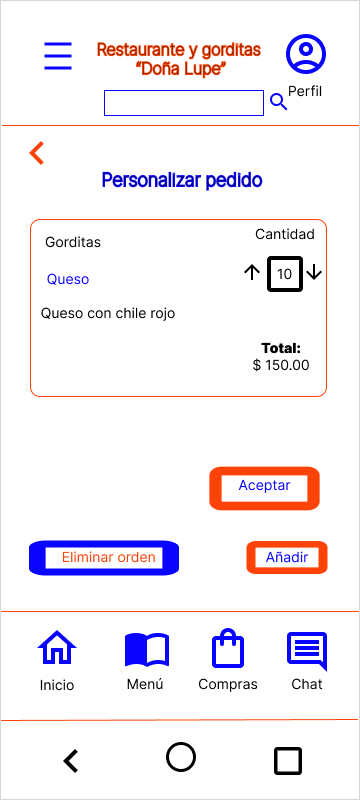 Restaurante y gorditas
“Doña Lupe”
Perfil
Personalizar pedido
Gorditas
Cantidad
Queso
10
Queso con chile rojo
Total:
$ 150.00
Aceptar
Eliminar orden
Añadir
Inicio
Menú
Compras
Chat